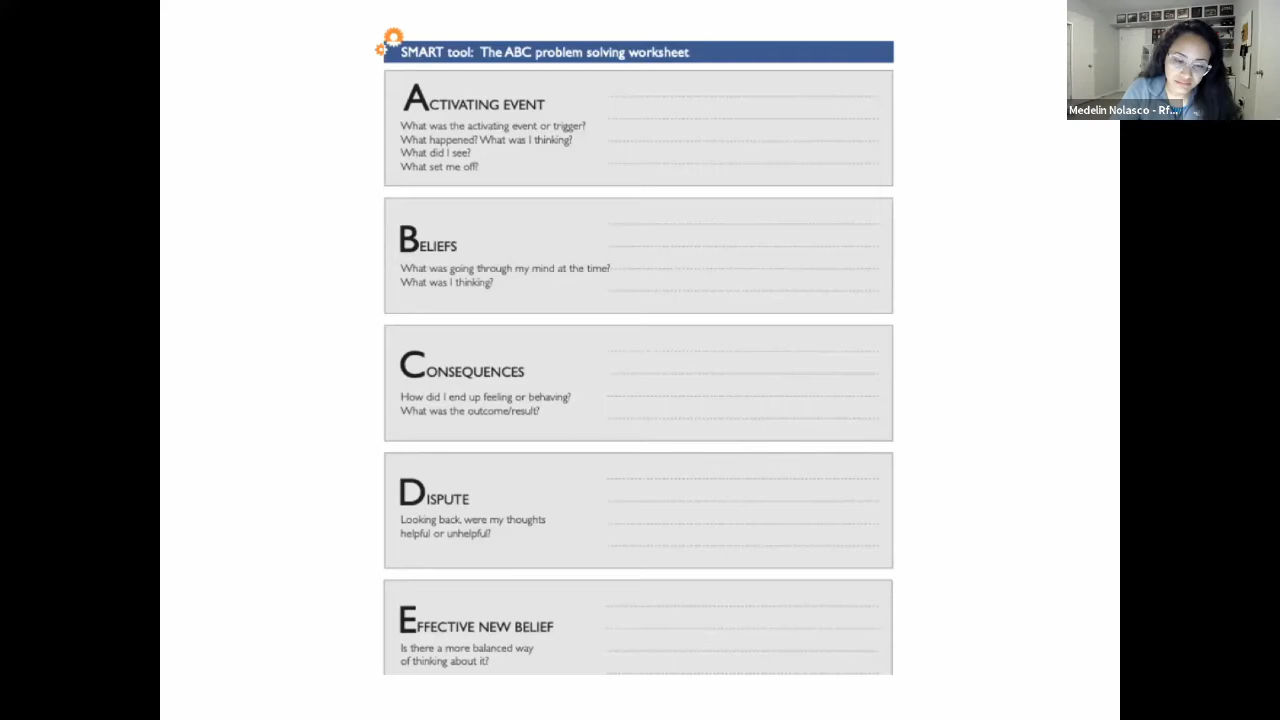 SMART tool: The ABC problem solving worksheet
ACTIVATING EVENT
What was the activating event or trigger?
What happened? What was I thinking?
What did I see?
What set me off?
BELIEFS
What was going through my mind at the time?
What was I thinking?
CONSEQUENCES
How did I end up feeling or behaving?
What was the outcome/result?
DISPUTE
Looking back, were my thoughts
helpful or unhelpful?
EFFECTIVE NEW BELIEF
Is there a more balanced way
of thinking about it?
Medelin Nolasco - Rf...